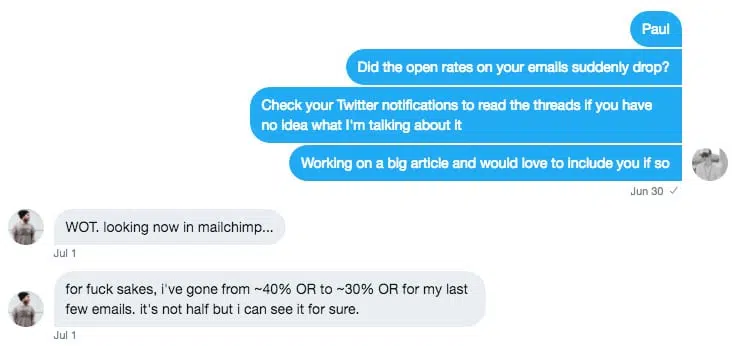 Paul
Did the open rates on your emails suddenly drop?
Check your Twitter notifications to read the threads if you have
no idea what I'm talking about it
Working on a big article and would love to include you if so
Jun 30 ✓
WOT. looking now in mailchimp...
Jul 1
for fuck sakes, i've gone from ~40% OR to ~30% OR for my last
few emails. it's not half but i can see it for sure.
Jul 1